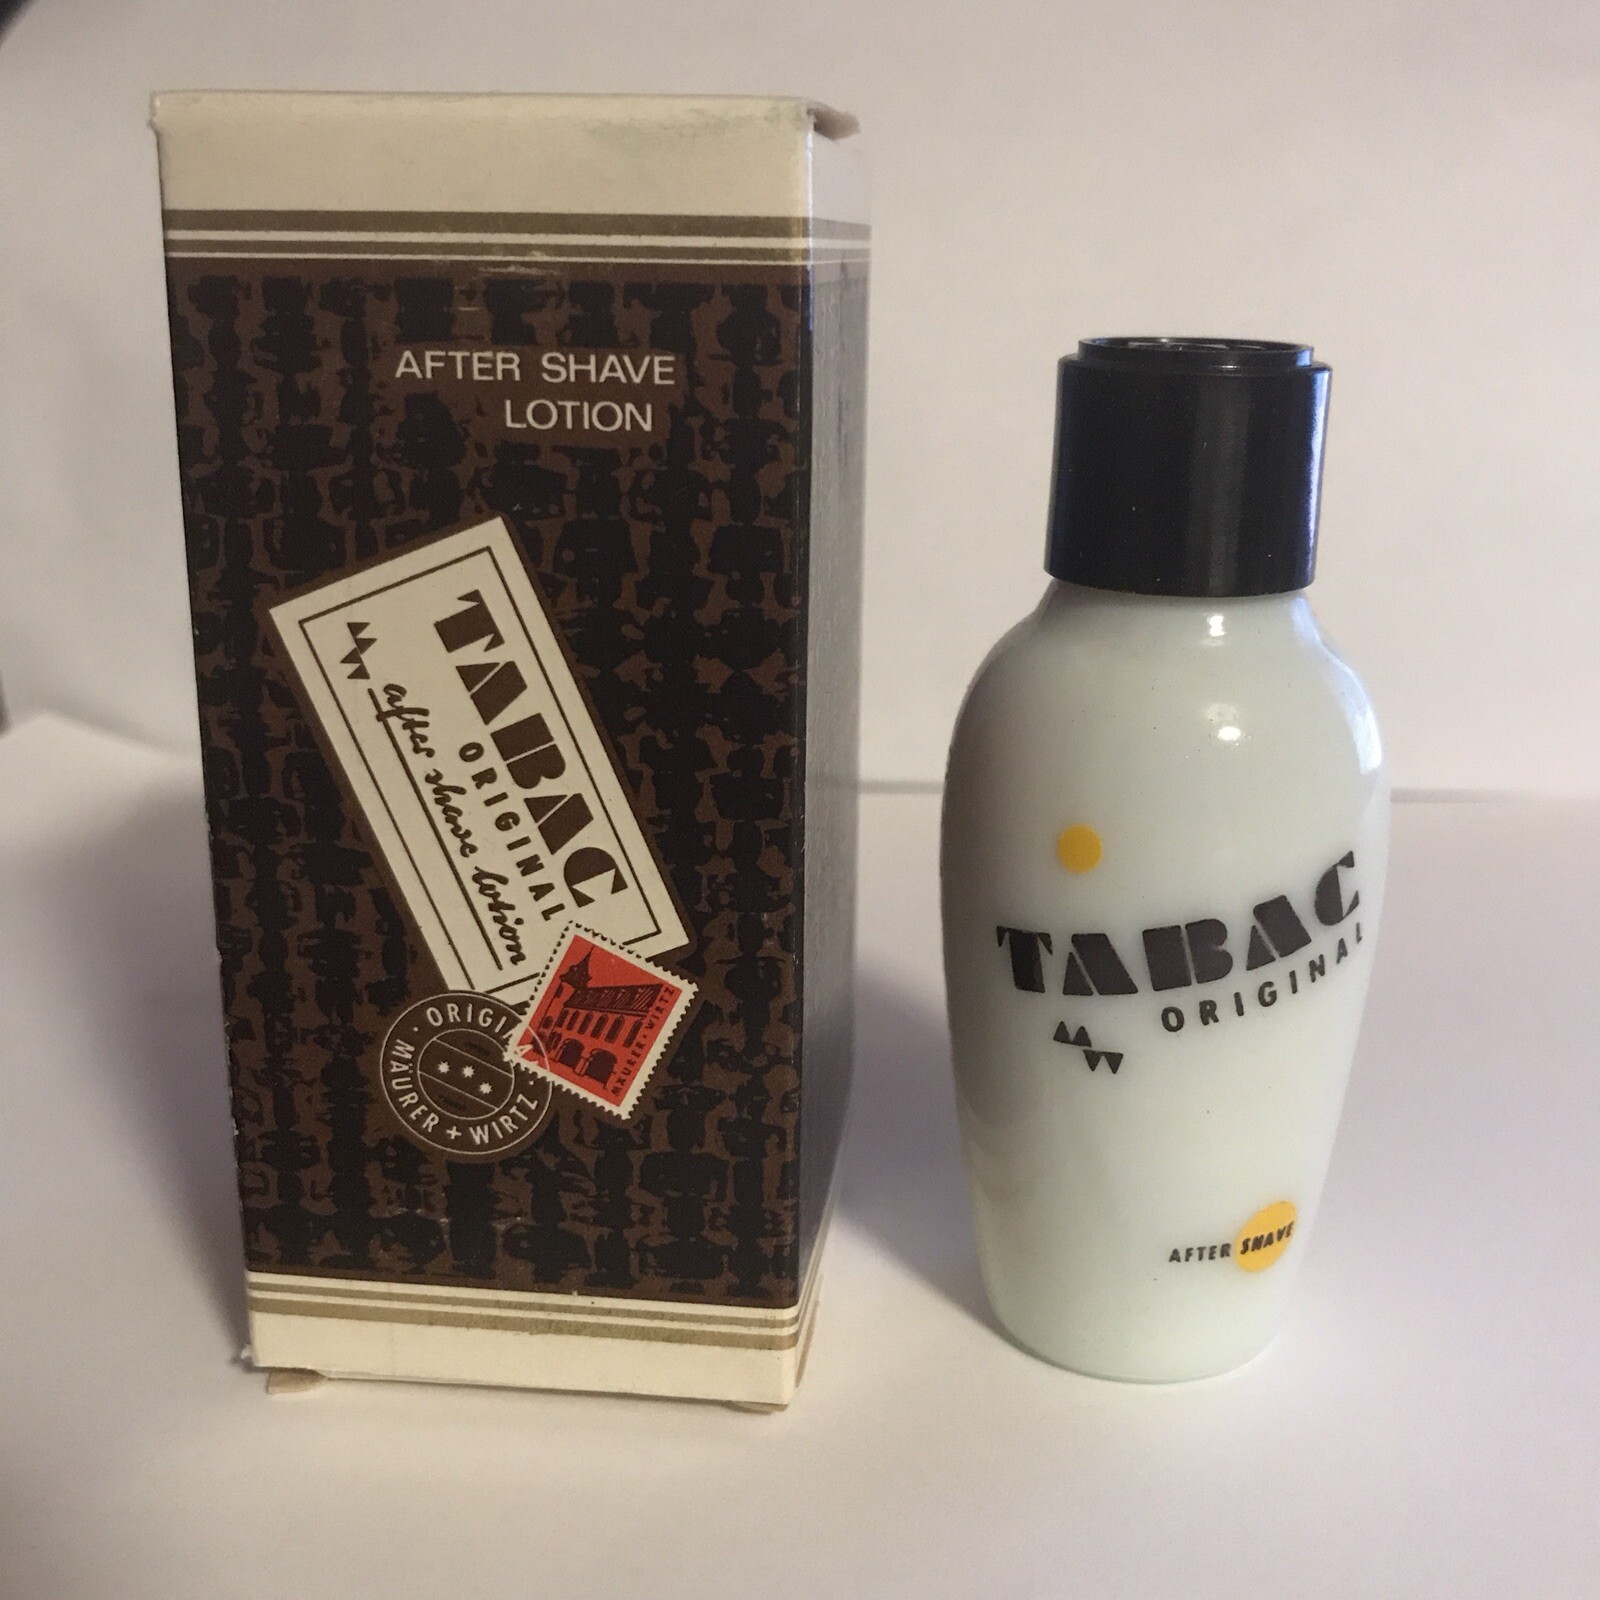 AFTER SHAVE
LOTION
TABAC
ORIGINAL
after shave lotion
MÄURER + WIRTZ
ORIGINAL
MÄURER + WIRTZ
TABAC
ORIGINAL
AFTER SHAVE